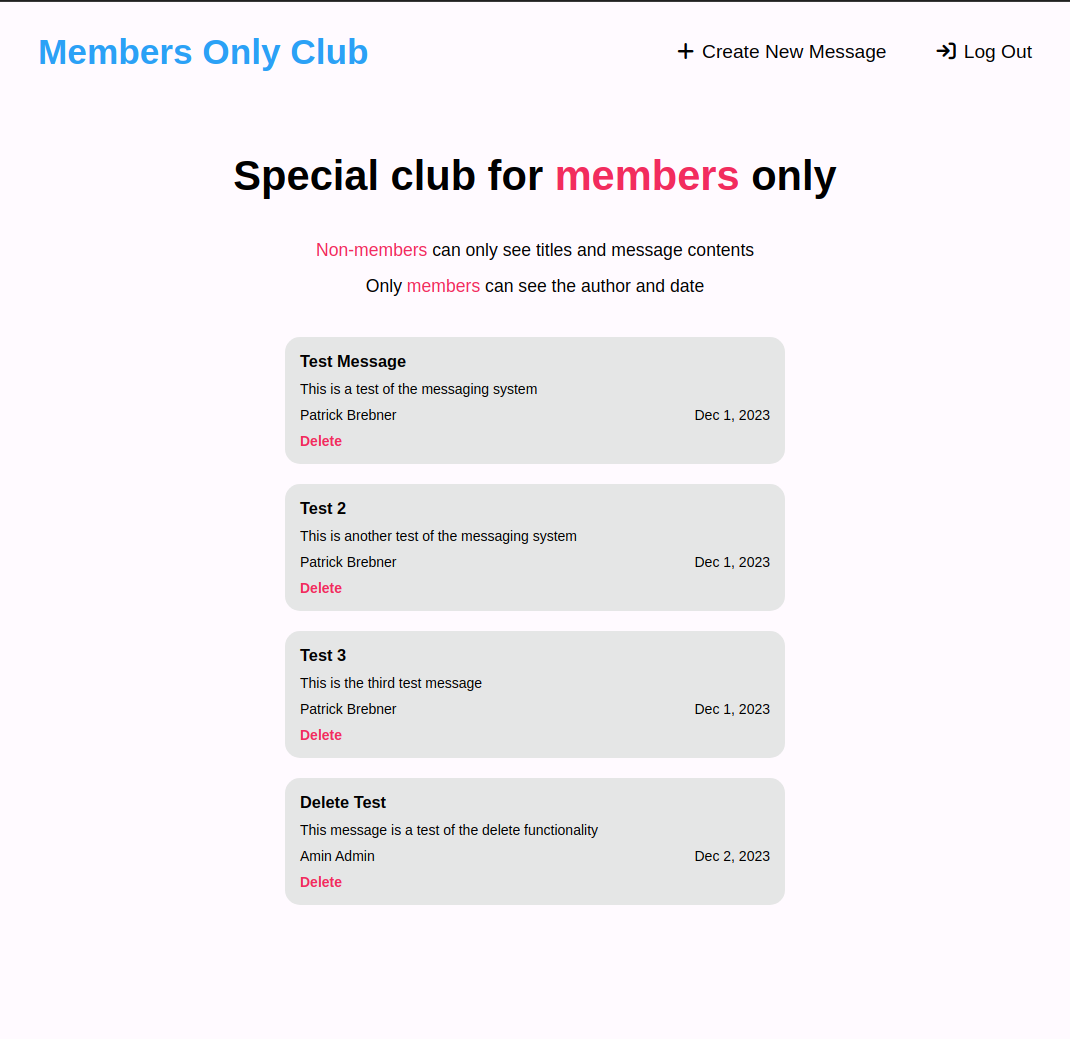 Members Only Club
Create New Message
Log Out
Special club for members only
Non-members can only see titles and message contents
Only members can see the author and date
Test Message
This is a test of the messaging system
Patrick Brebner Dec 1, 2023
Delete
Test 2
This is another test of the messaging system
Patrick Brebner Dec 1, 2023
Delete
Test 3
This is the third test message
Patrick Brebner Dec 1, 2023
Delete
Delete Test
This message is a test of the delete functionality
Amin Admin Dec 2, 2023
Delete